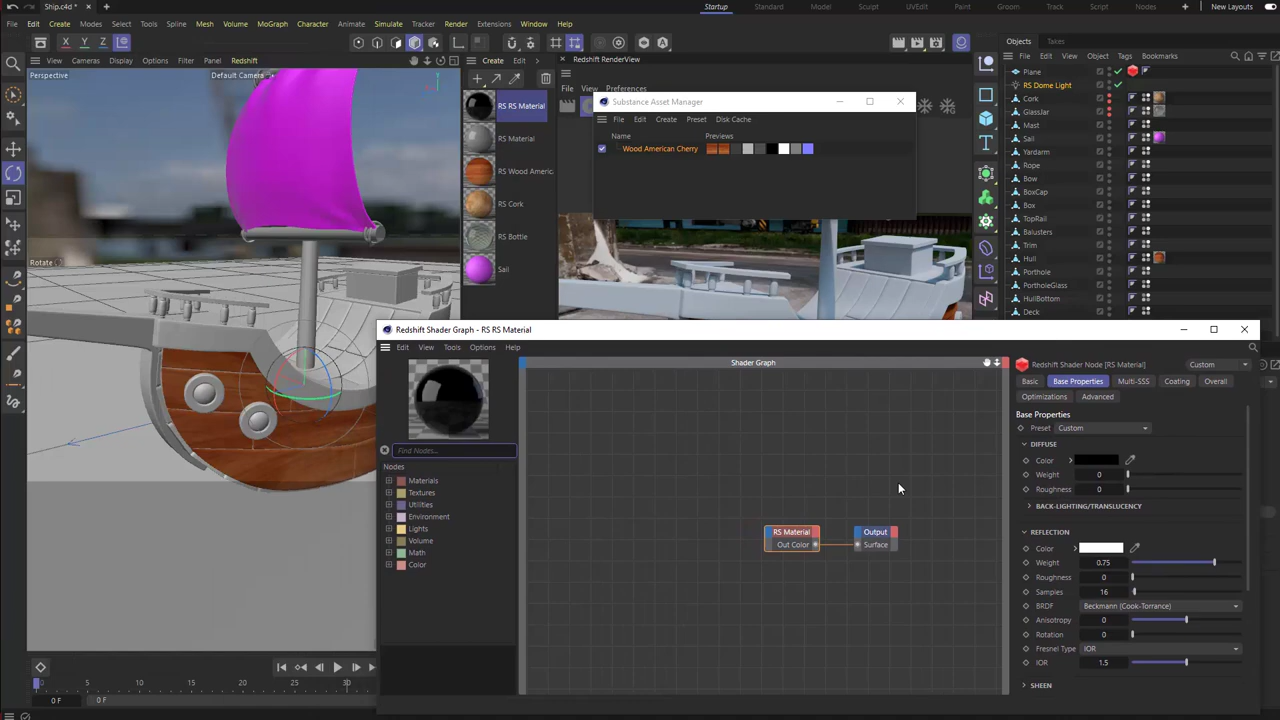 Ship.c4d *
Startup Standard Model Sculpt UVEdit Paint Groom Track Script Nodes New Layouts
File Edit Create Modes Select Tools Spline Mesh Volume MoGraph Character Animate Simulate Tracker Render Extensions Window Help
X Y Z
View Cameras Display Options Filter Panel Redshift
Perspective
Default Camera
Rotate
Create Edit
RS RS Material
RS Material
RS Wood Americ
RS Cork
RS Bottle
Sail
Redshift RenderView
File View Preferences
Substance Asset Manager
File Edit Create Preset Disk Cache
Name Previews
Wood American Cherry
Objects Takes
File Edit View Object Tags Bookmarks
Plane
RS Dome Light
Cork
GlassJar
Mast
Sail
Yardarm
Rope
Bow
BoxCap
Box
TopRail
Balusters
Trim
Hull
Porthole
PortholeGlass
HullBottom
Deck
Redshift Shader Graph - RS RS Material
File Edit View Tools Options Help
Find Nodes...
Nodes
Materials
Textures
Utilities
Environment
Lights
Volume
Math
Color
Shader Graph
RS Material
Out Color
Output
Surface
Redshift Shader Node [RS Material]
Custom
Basic Base Properties Multi-SSS Coating Overall
Optimizations Advanced
Base Properties
Preset Custom
DIFFUSE
Color
Weight 0
Roughness 0
BACK-LIGHTING/TRANSLUCENCY
REFLECTION
Color
Weight 0.75
Roughness 0
Samples 16
BRDF Beckmann (Cook-Torrance)
Anisotropy 0
Rotation 0
Fresnel Type IOR
IOR 1.5
SHEEN
0 5 10 15 20 25 30
0 F 0 F